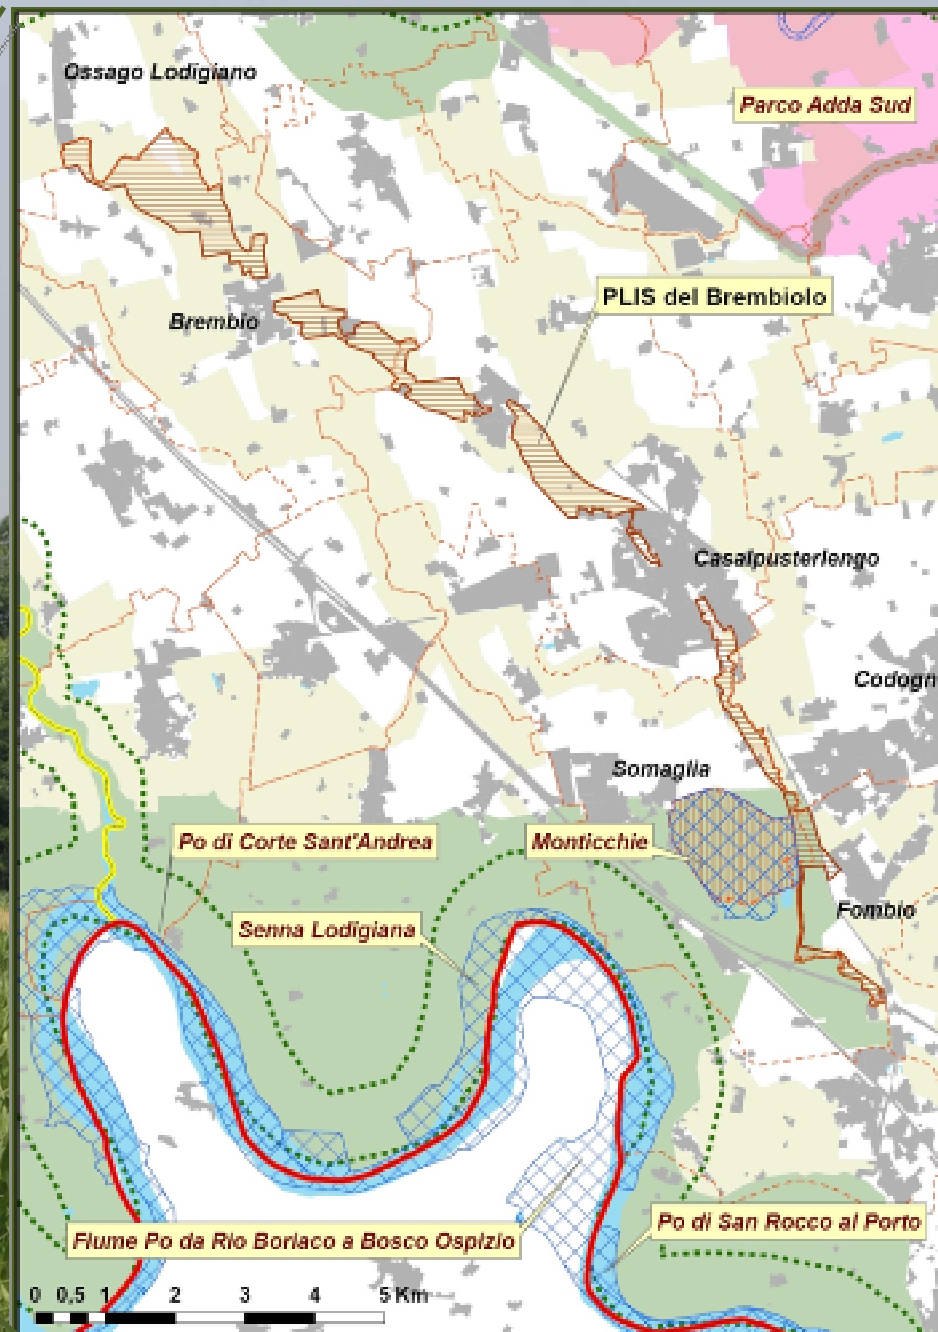 Ossago Lodigiano
Parco Adda Sud
PLIS del Brembiolo
Brembio
Casalpusterlengo
Codogn
Somaglia
Po di Corte Sant'Andrea
Monticchie
Fombio
Senna Lodigiana
Po di San Rocco al Porto
Fiume Po da Rio Boriaco a Bosco Ospizio
0 0,5 1 2 3 4 5 Km